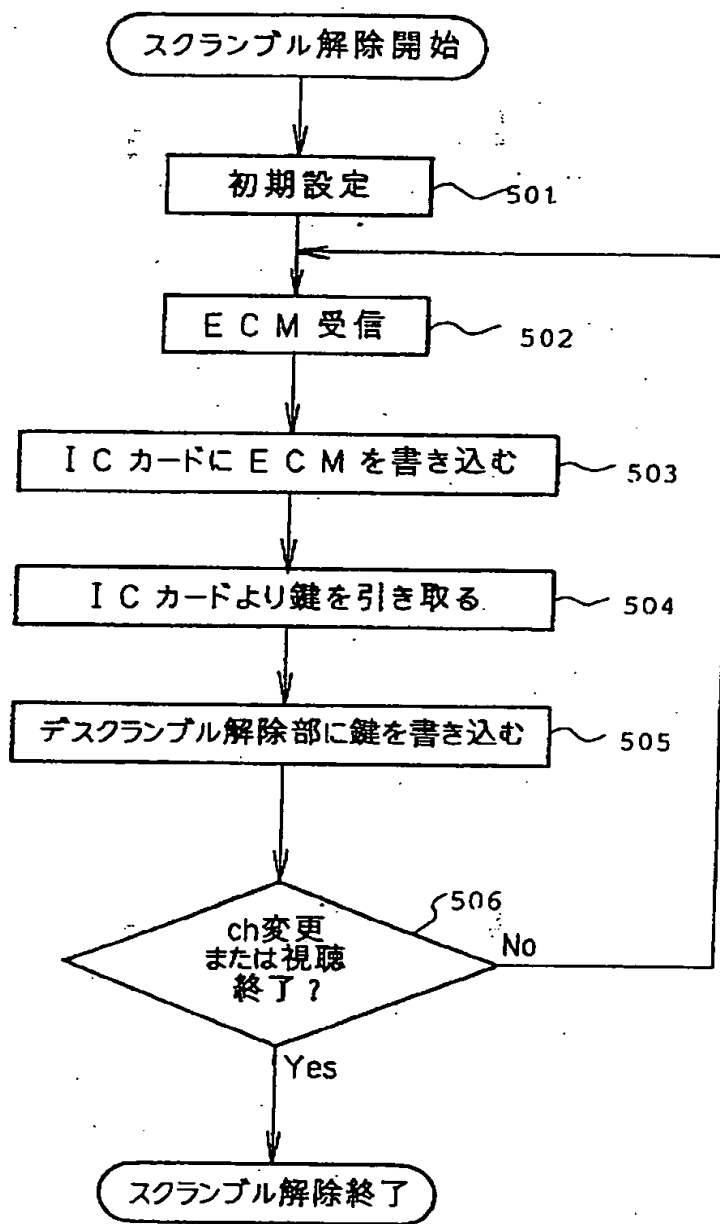 スクランブル解除開始
初期設定
501
ECM受信
502
ICカードにECMを書き込む
503
ICカードより鍵を引き取る
504
デスクランブル解除部に鍵を書き込む
505
506
ch変更
または視聴
終了?
No
Yes
スクランブル解除終了